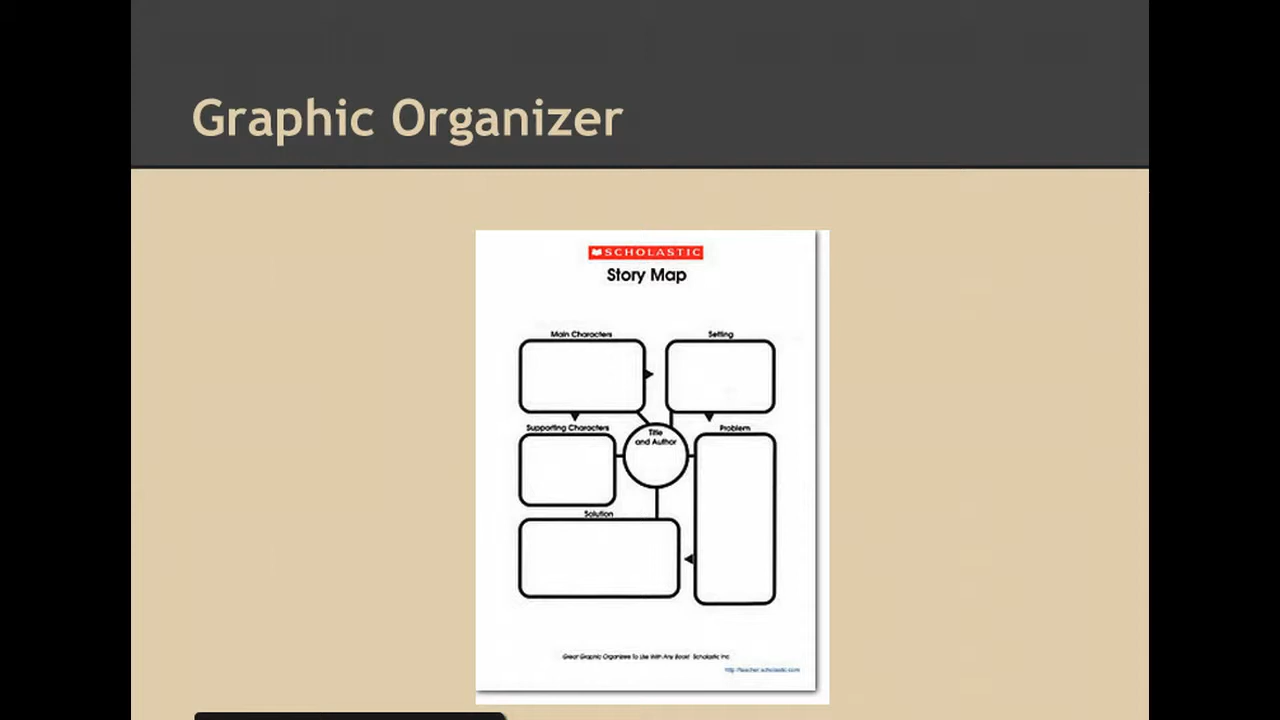 Graphic Organizer
SCHOLASTIC
Story Map
Main Characters
Setting
Title
and Author
Supporting Characters
Problem
Solution
Great Graphic Organizers To Use With Any Book! Scholastic Inc.
http://teacher.scholastic.com